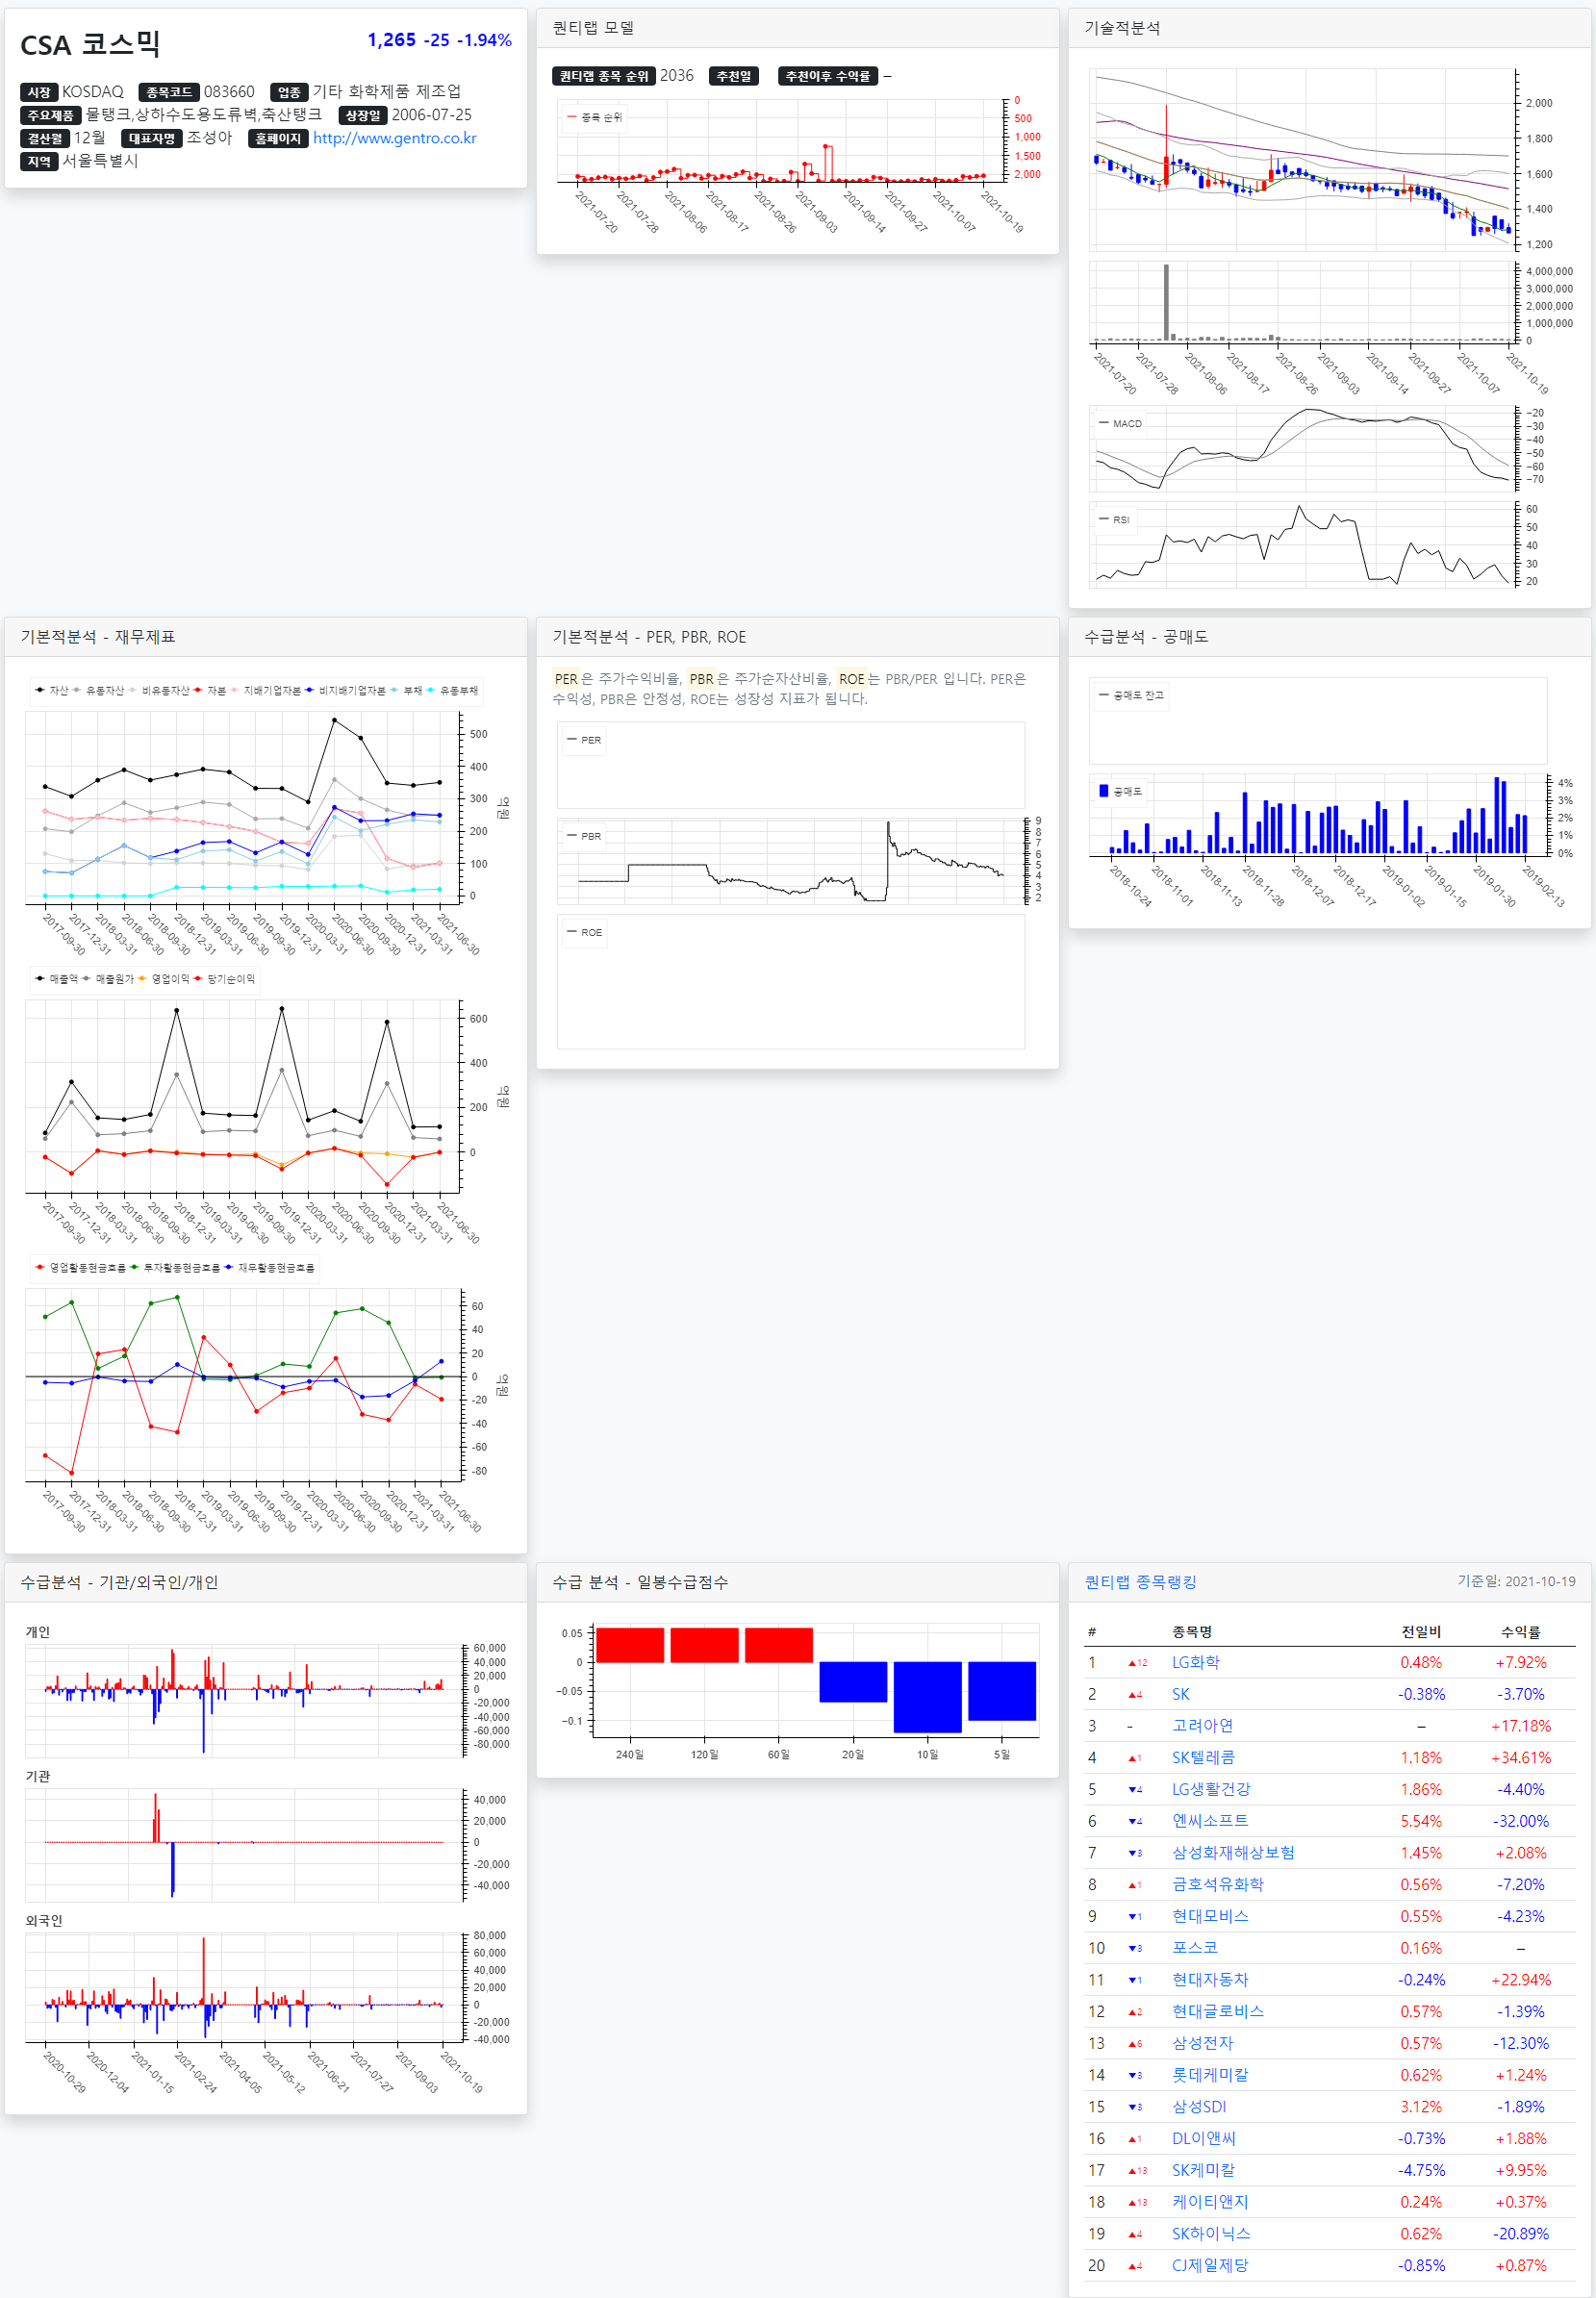 CSA 코스믹
1,265 -25 -1.94%
시장 KOSDAQ 종목코드 083660 업종 기타 화학제품 제조업
주요제품 물탱크,상하수도용도류벽,축산탱크 상장일 2006-07-25
결산월 12월 대표자명 조성아 홈페이지 http://www.gentro.co.kr
지역 서울특별시
퀀티랩 모델
퀀티랩 종목 순위 2036 추천일 추천이후 수익률 –
종목 순위
0
500
1,000
1,500
2,000
2021-07-20 2021-07-28 2021-08-06 2021-08-17 2021-08-26 2021-09-03 2021-09-14 2021-09-27 2021-10-07 2021-10-19
기술적분석
2,000
1,800
1,600
1,400
1,200
4,000,000
3,000,000
2,000,000
1,000,000
0
2021-07-20 2021-07-28 2021-08-06 2021-08-17 2021-08-26 2021-09-03 2021-09-14 2021-09-27 2021-10-07 2021-10-19
MACD
−20
−30
−40
−50
−60
−70
RSI
60
50
40
30
20
기본적분석 - 재무제표
자산 유동자산 비유동자산 자본 지배기업자본 비지배기업자본 부채 유동부채
500
400
300
200
100
0
억원
2017-09-30 2017-12-31 2018-03-31 2018-06-30 2018-09-30 2018-12-31 2019-03-31 2019-06-30 2019-09-30 2019-12-31 2020-03-31 2020-06-30 2020-09-30 2020-12-31 2021-03-31 2021-06-30
매출액 매출원가 영업이익 당기순이익
600
400
200
0
억원
2017-09-30 2017-12-31 2018-03-31 2018-06-30 2018-09-30 2018-12-31 2019-03-31 2019-06-30 2019-09-30 2019-12-31 2020-03-31 2020-06-30 2020-09-30 2020-12-31 2021-03-31 2021-06-30
영업활동현금흐름 투자활동현금흐름 재무활동현금흐름
60
40
20
0
-20
-40
-60
-80
억원
2017-09-30 2017-12-31 2018-03-31 2018-06-30 2018-09-30 2018-12-31 2019-03-31 2019-06-30 2019-09-30 2019-12-31 2020-03-31 2020-06-30 2020-09-30 2020-12-31 2021-03-31 2021-06-30
기본적분석 - PER, PBR, ROE
PER은 주가수익비율, PBR은 주가순자산비율, ROE는 PBR/PER 입니다. PER은
수익성, PBR은 안정성, ROE는 성장성 지표가 됩니다.
PER
PBR
9
8
7
6
5
4
3
2
ROE
수급분석 - 공매도
공매도 잔고
공매도
4%
3%
2%
1%
0%
2018-10-24 2018-11-01 2018-11-13 2018-11-28 2018-12-07 2018-12-17 2019-01-02 2019-01-15 2019-01-30 2019-02-13
수급분석 - 기관/외국인/개인
개인
60,000
40,000
20,000
0
-20,000
-40,000
-60,000
-80,000
기관
40,000
20,000
0
-20,000
-40,000
외국인
80,000
60,000
40,000
20,000
0
-20,000
-40,000
2020-10-29 2020-12-04 2021-01-15 2021-02-24 2021-04-05 2021-05-12 2021-06-21 2021-07-27 2021-09-03 2021-10-19
수급 분석 - 일봉수급점수
0.05
0
−0.05
−0.1
240일 120일 60일 20일 10일 5일
퀀티랩 종목랭킹 기준일: 2021-10-19
# 종목명 전일비 수익률
1 ▲12 LG화학 0.48% +7.92%
2 ▲4 SK -0.38% -3.70%
3 - 고려아연 – +17.18%
4 ▲1 SK텔레콤 1.18% +34.61%
5 ▼4 LG생활건강 1.86% -4.40%
6 ▼4 엔씨소프트 5.54% -32.00%
7 ▼3 삼성화재해상보험 1.45% +2.08%
8 ▲1 금호석유화학 0.56% -7.20%
9 ▼1 현대모비스 0.55% -4.23%
10 ▼3 포스코 0.16% –
11 ▼1 현대자동차 -0.24% +22.94%
12 ▲2 현대글로비스 0.57% -1.39%
13 ▲6 삼성전자 0.57% -12.30%
14 ▼3 롯데케미칼 0.62% +1.24%
15 ▼3 삼성SDI 3.12% -1.89%
16 ▲1 DL이앤씨 -0.73% +1.88%
17 ▲13 SK케미칼 -4.75% +9.95%
18 ▲13 케이티앤지 0.24% +0.37%
19 ▲4 SK하이닉스 0.62% -20.89%
20 ▲4 CJ제일제당 -0.85% +0.87%